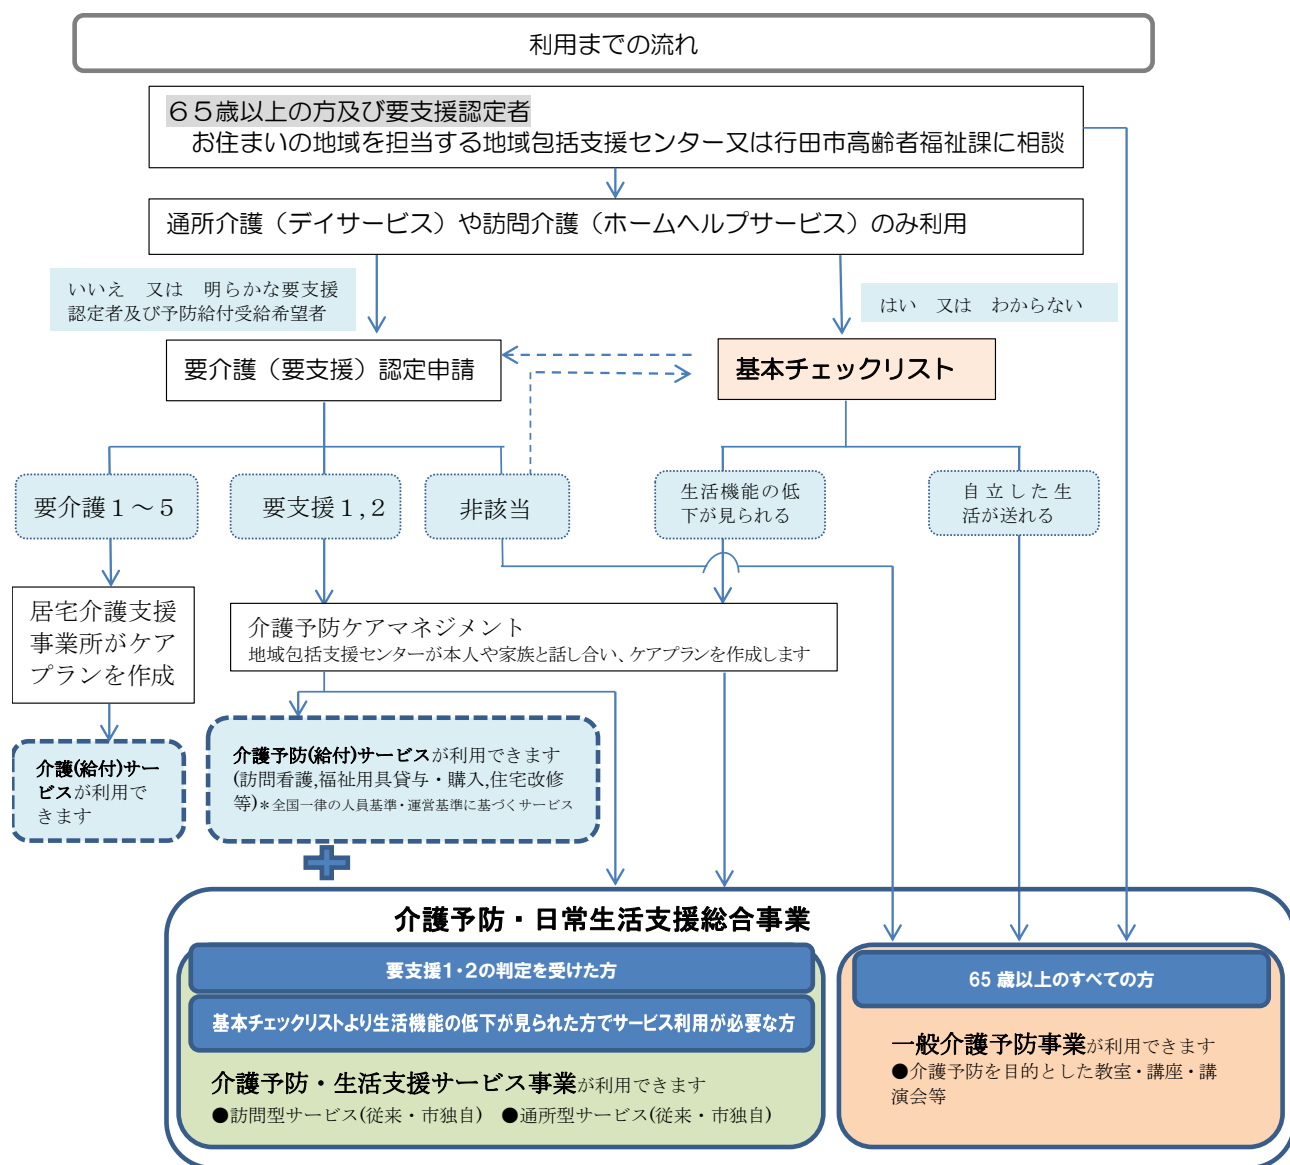 利用までの流れ
６５歳以上の方及び要支援認定者
お住まいの地域を担当する地域包括支援センター又は行田市高齢者福祉課に相談
通所介護（デイサービス）や訪問介護（ホームヘルプサービス）のみ利用
いいえ　又は　明らかな要支援
認定者及び予防給付受給希望者
はい　又は　わからない
要介護（要支援）認定申請
基本チェックリスト
要介護１～５
要支援１,２
非該当
生活機能の低
下が見られる
自立した生
活が送れる
居宅介護支援
事業所がケア
プランを作成
介護予防ケアマネジメント
地域包括支援センターが本人や家族と話し合い、ケアプランを作成します
介護(給付)サー
ビスが利用で
きます
介護予防(給付)サービスが利用できます
(訪問看護,福祉用具貸与・購入,住宅改修
等)＊全国一律の人員基準・運営基準に基づくサービス
介護予防・日常生活支援総合事業
要支援１・２の判定を受けた方
基本チェックリストより生活機能の低下が見られた方でサービス利用が必要な方
介護予防・生活支援サービス事業が利用できます
●訪問型サービス(従来・市独自)　●通所型サービス(従来・市独自)
65 歳以上のすべての方
一般介護予防事業が利用できます
●介護予防を目的とした教室・講座・講
演会等